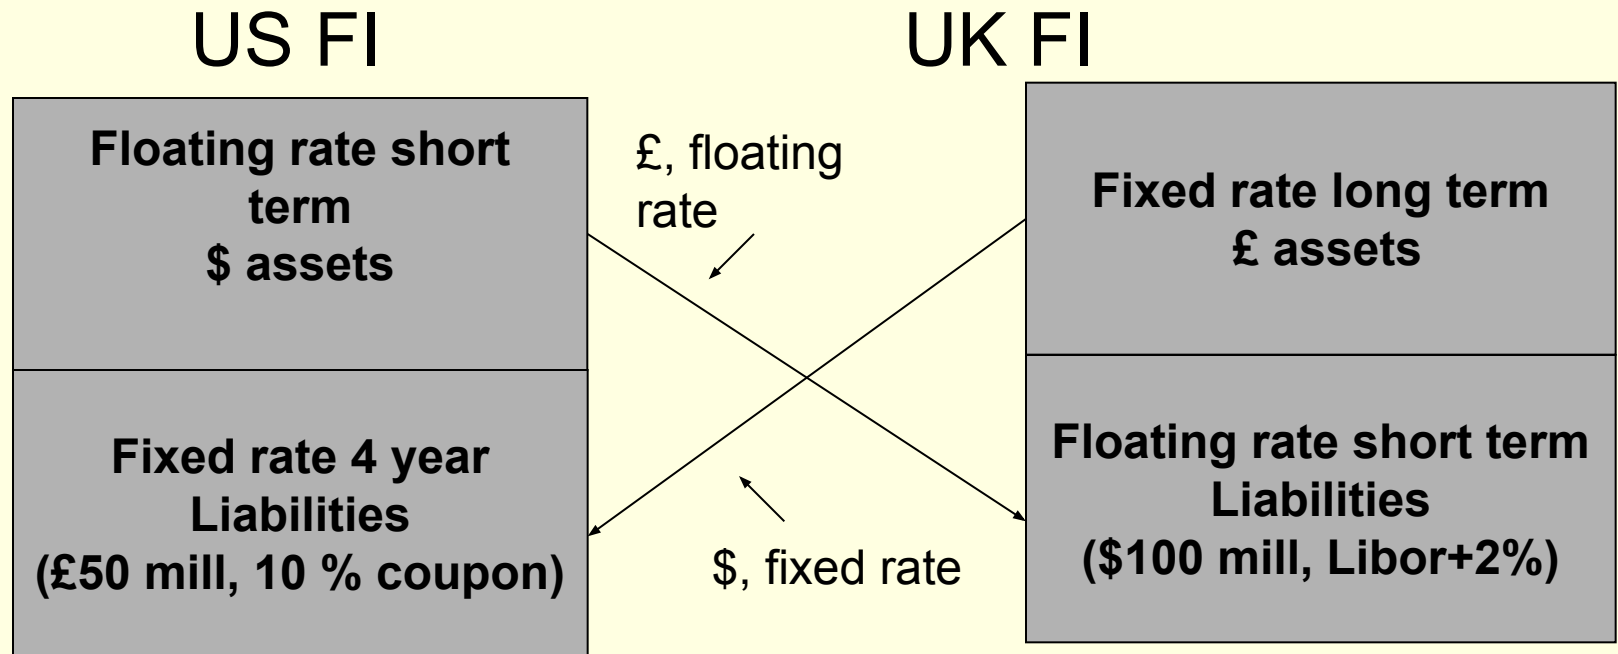 US FI
UK FI
Floating rate short
term
$ assets
£, floating
rate
Fixed rate long term
£ assets
Fixed rate 4 year
Liabilities
(£50 mill, 10 % coupon)
$, fixed rate
Floating rate short term
Liabilities
($100 mill, Libor+2%)